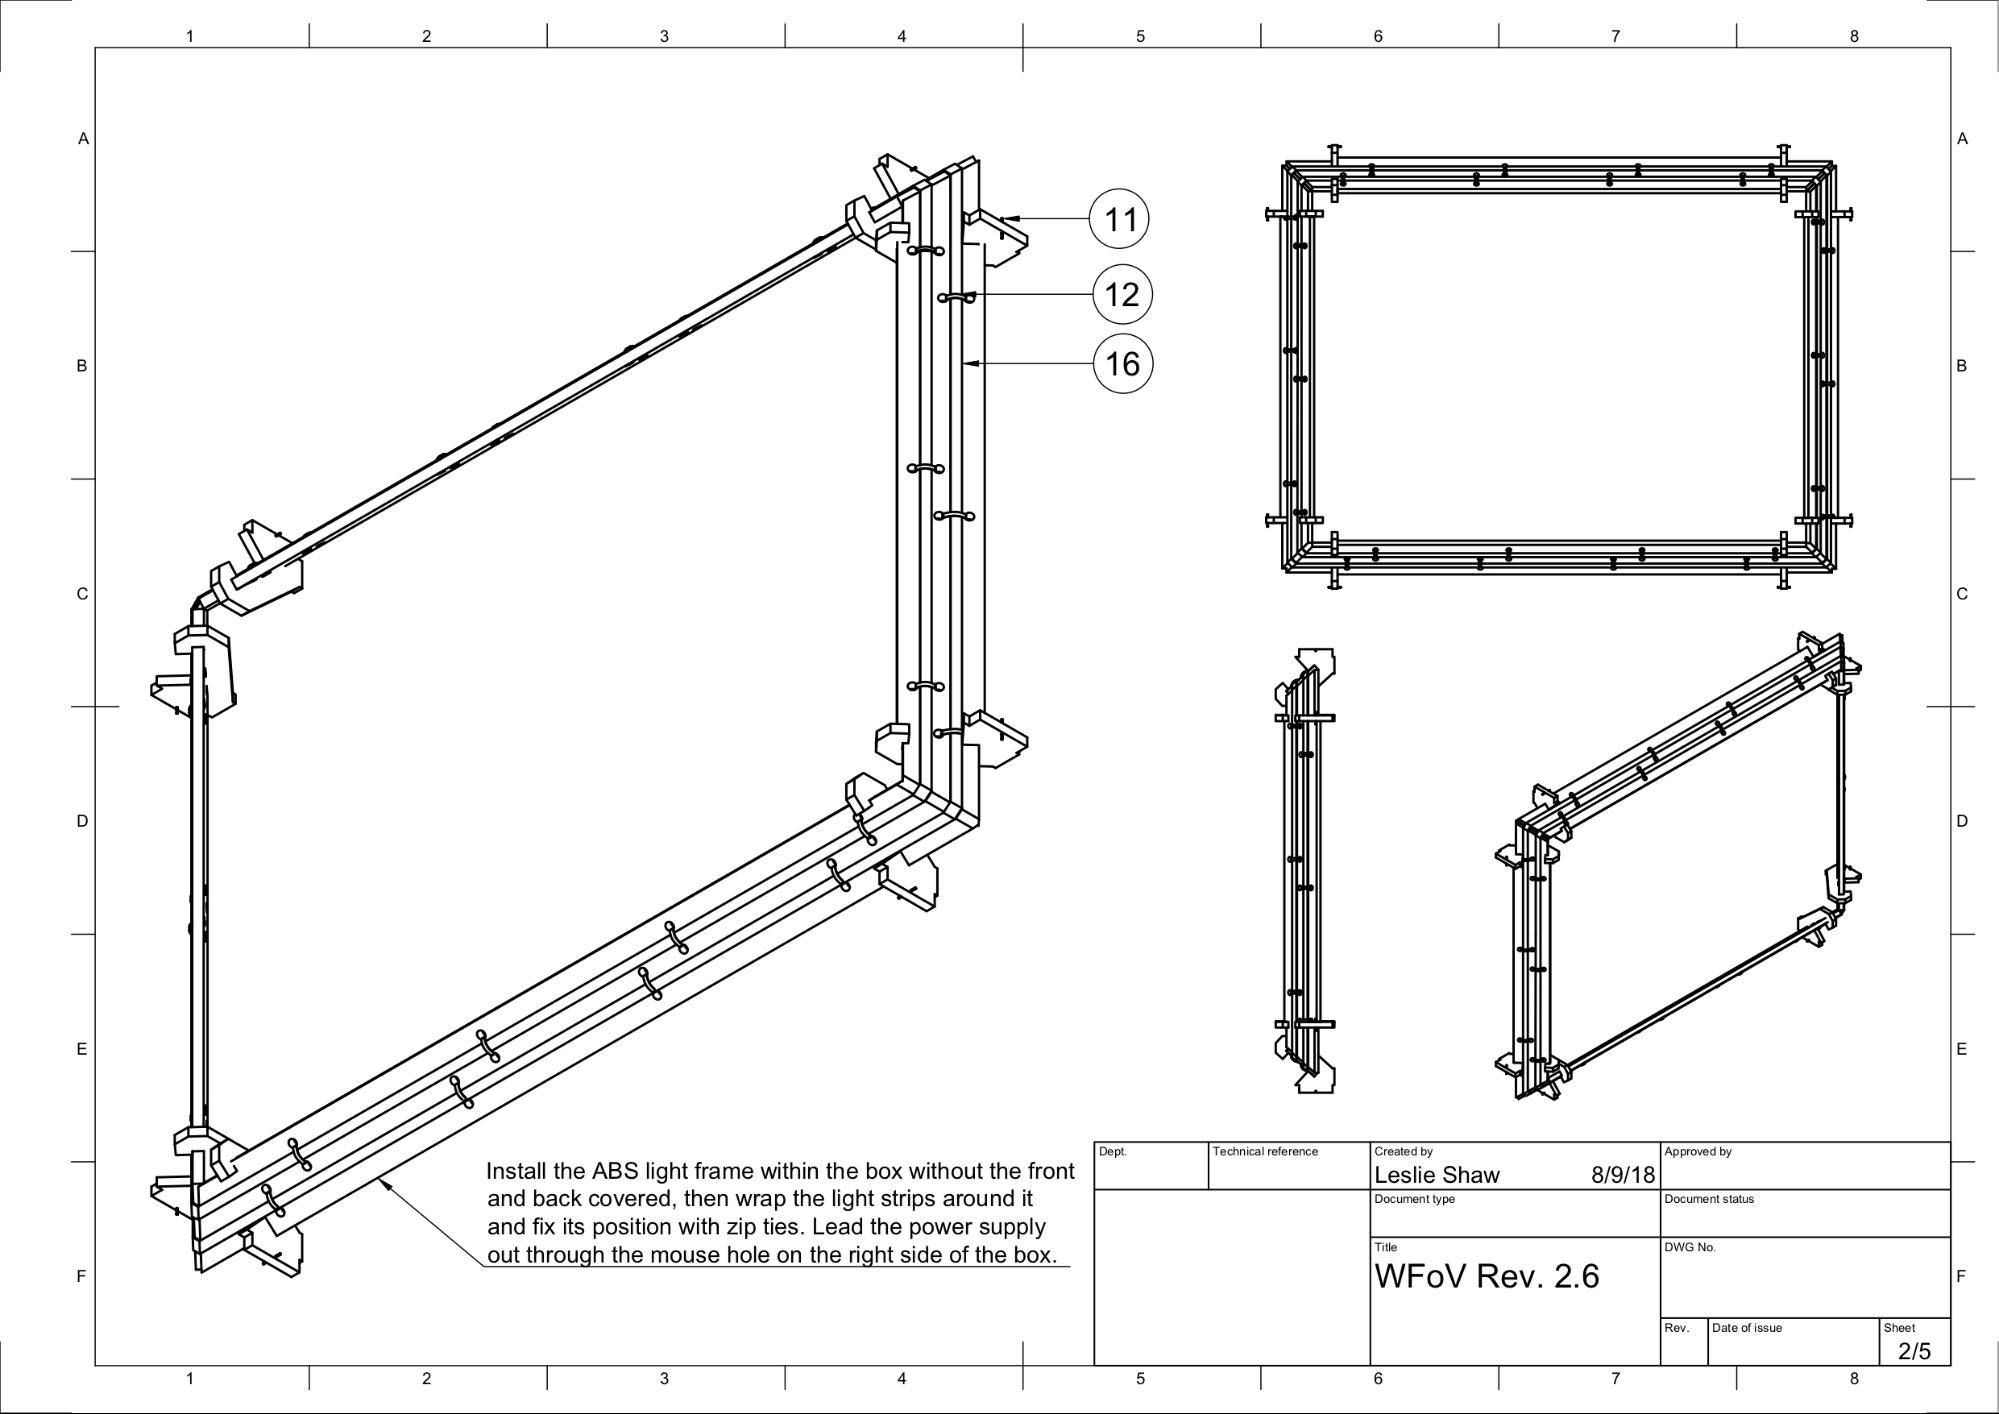 1 2 3 4 5 6 7 8
A A
11
12
B B
16
C C
D D
E E
Install the ABS light frame within the box without the front
and back covered, then wrap the light strips around it
and fix its position with zip ties. Lead the power supply
out through the mouse hole on the right side of the box.
Dept. Technical reference Created by Approved by
Leslie Shaw 8/9/18
Document type Document status
Title DWG No.
WFoV Rev. 2.6
F F
Rev. Date of issue Sheet
2/5
1 2 3 4 5 6 7 8